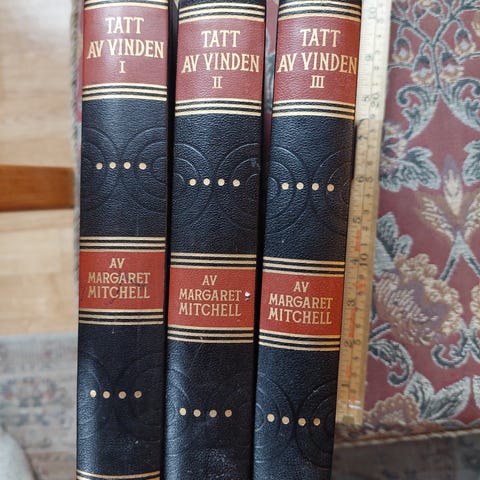 TATT
AV VINDEN
I
AV
MARGARET
MITCHELL
TATT
AV VINDEN
II
AV
MARGARET
MITCHELL
TATT
AV VINDEN
III
AV
MARGARET
MITCHELL